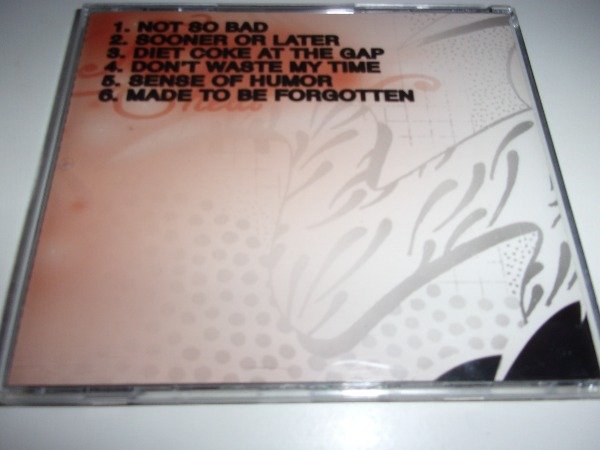 1. NOT SO BAD
2. SOONER OR LATER
3. DIET COKE AT THE GAP
4. DON'T WASTE MY TIME
5. SENSE OF HUMOR
6. MADE TO BE FORGOTTEN